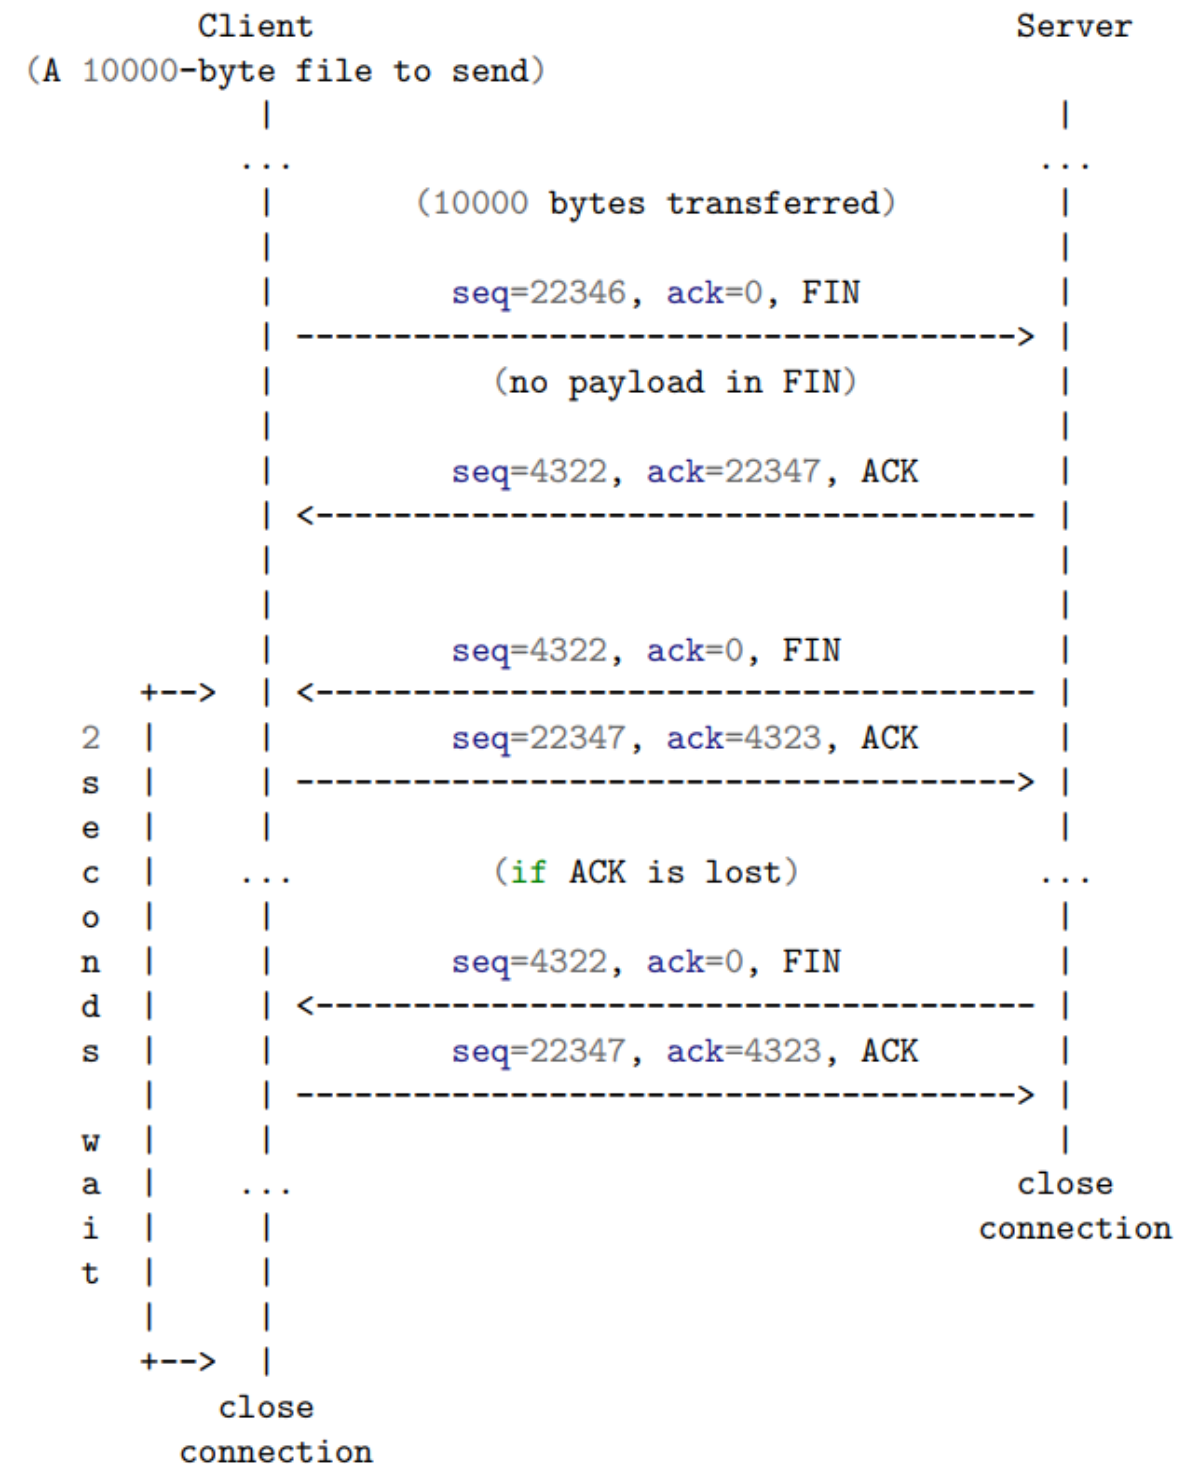 Client Server
(A 10000-byte file to send)
| |
... ...
| (10000 bytes transferred) |
| |
| seq=22346, ack=0, FIN |
| -------------------------------------> |
| (no payload in FIN) |
| |
| seq=4322, ack=22347, ACK |
| <------------------------------------- |
| |
| |
| seq=4322, ack=0, FIN |
+--> | <------------------------------------- |
2 | | seq=22347, ack=4323, ACK |
s | | -------------------------------------> |
e | | |
c | ... (if ACK is lost) ...
o | | |
n | | seq=4322, ack=0, FIN |
d | | <------------------------------------- |
s | | seq=22347, ack=4323, ACK |
| | -------------------------------------> |
w | | |
a | ... close
i | | connection
t | |
| |
+--> |
close
connection